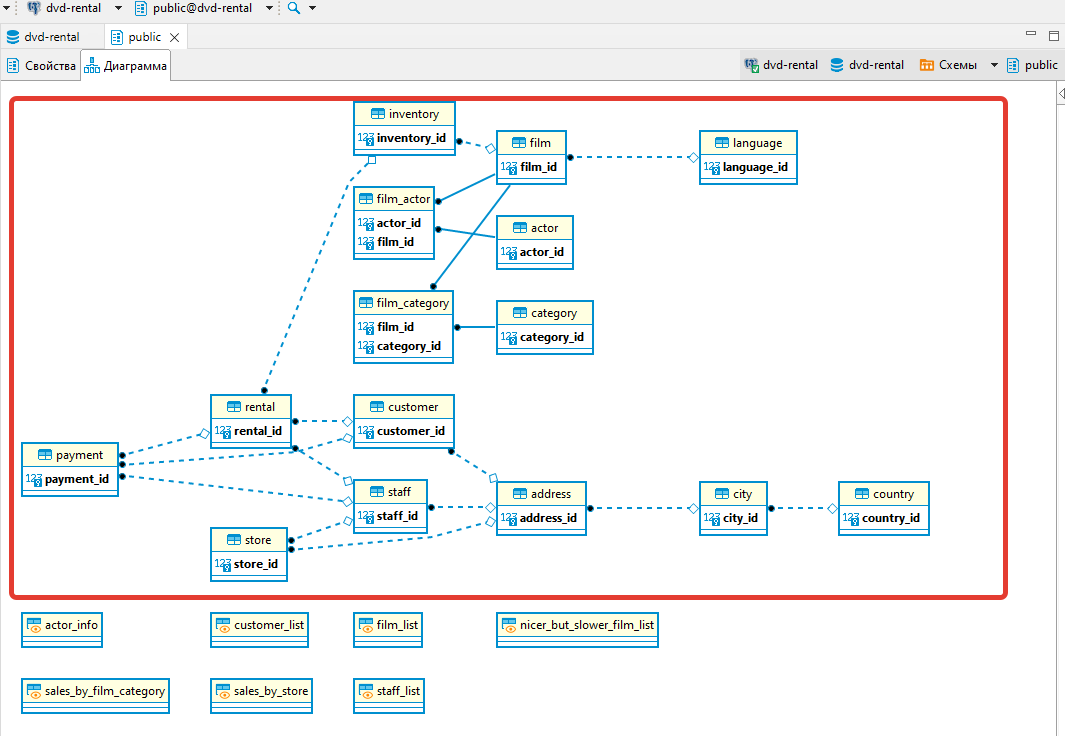 dvd-rental public@dvd-rental
dvd-rental public
Свойства Диаграмма dvd-rental dvd-rental Схемы public
inventory
123 inventory_id
film
123 film_id
language
123 language_id
film_actor
123 actor_id
123 film_id
actor
123 actor_id
film_category
123 film_id
123 category_id
category
123 category_id
rental
123 rental_id
customer
123 customer_id
payment
123 payment_id
staff
123 staff_id
address
123 address_id
city
123 city_id
country
123 country_id
store
123 store_id
actor_info
customer_list
film_list
nicer_but_slower_film_list
sales_by_film_category
sales_by_store
staff_list